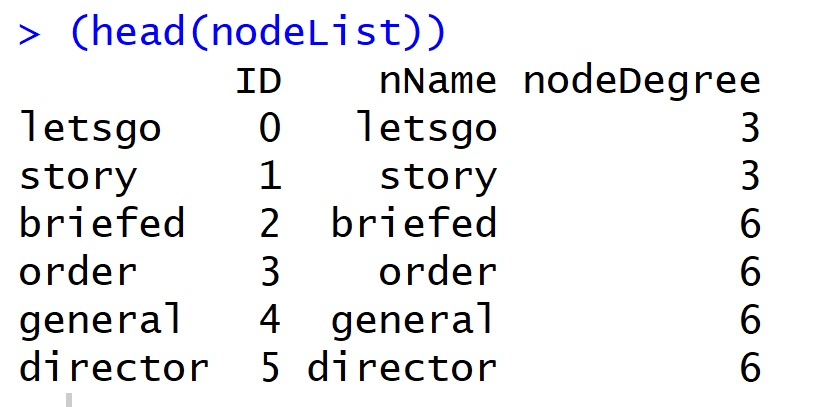 > (head(nodeList))
ID nName nodeDegree
letsgo 0 letsgo 3
story 1 story 3
briefed 2 briefed 6
order 3 order 6
general 4 general 6
director 5 director 6